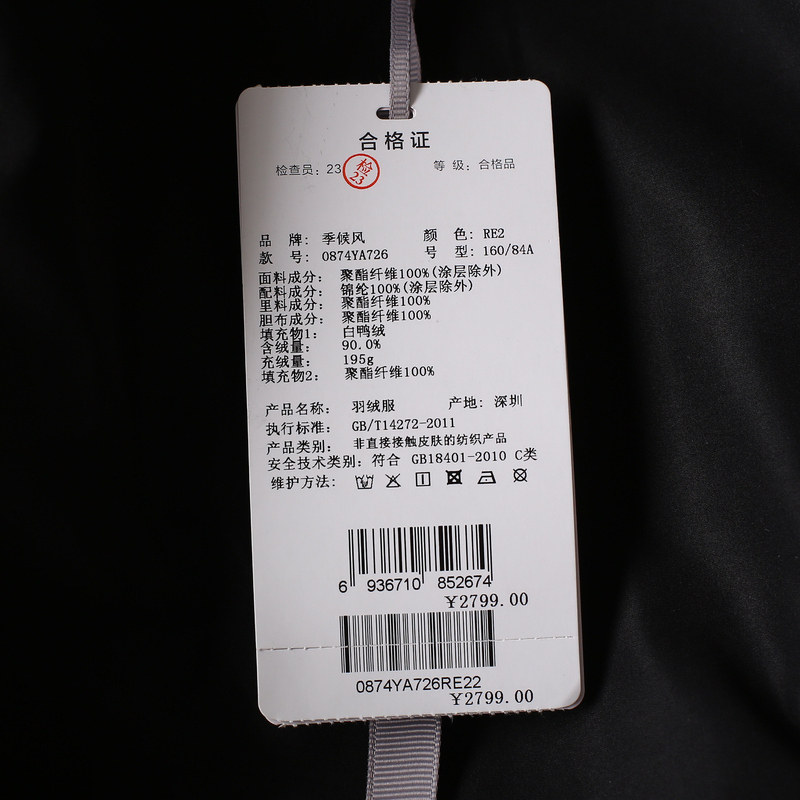 合格证
检查员：23 检 23 等 级：合格品
品 牌：季候风 颜 色：RE2
款 号：0874YA726 号 型：160/84A
面料成分：聚酯纤维100%(涂层除外)
配料成分：锦纶100%(涂层除外)
里料成分：聚酯纤维100%
胆布成分：聚酯纤维100%
填充物1：白鸭绒
含绒量：90.0%
充绒量：195g
填充物2：聚酯纤维100%
产品名称：羽绒服 产地：深圳
执行标准：GB/T14272-2011
产品类别：非直接接触皮肤的纺织产品
安全技术类别：符合 GB18401-2010 C类
维护方法：
6 936710 852674
¥2799.00
0874YA726RE22
¥2799.00